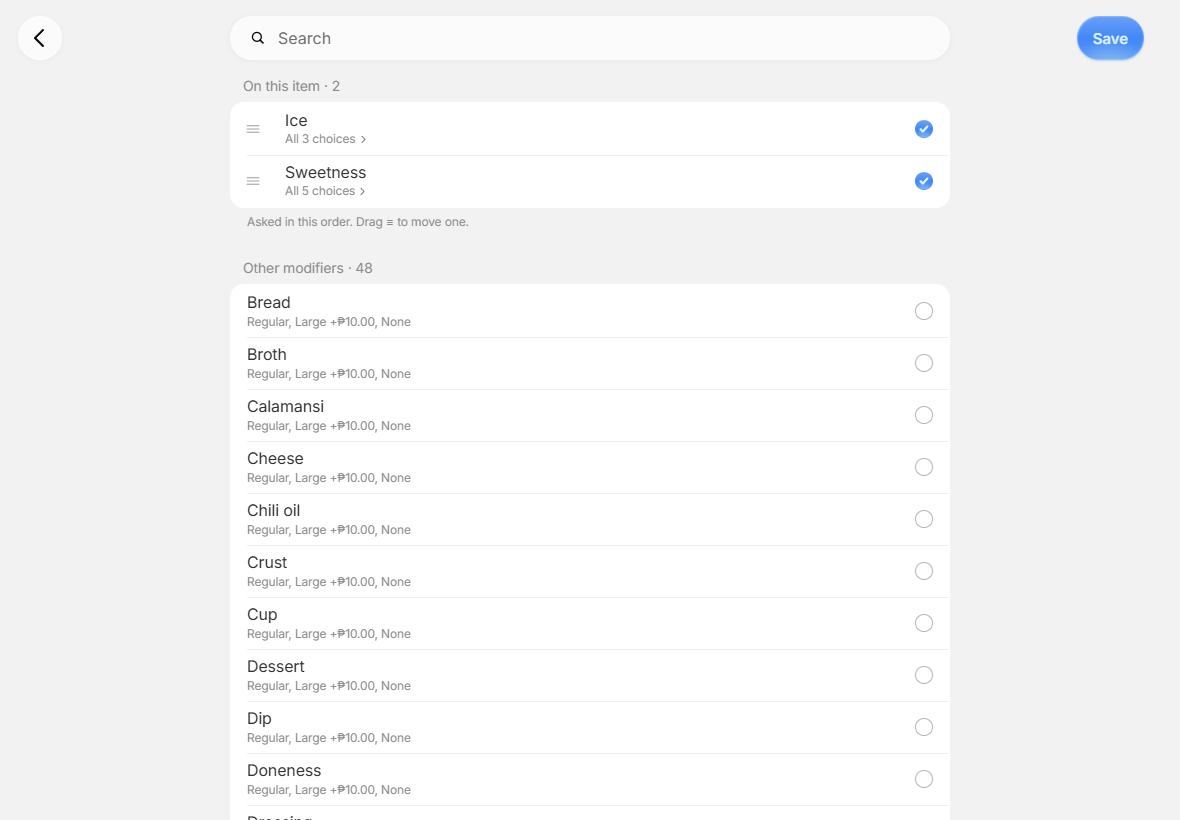 Search
Save
On this item · 2
Ice
All 3 choices >
Sweetness
All 5 choices >
Asked in this order. Drag ≡ to move one.
Other modifiers · 48
Bread
Regular, Large +₱10.00, None
Broth
Regular, Large +₱10.00, None
Calamansi
Regular, Large +₱10.00, None
Cheese
Regular, Large +₱10.00, None
Chili oil
Regular, Large +₱10.00, None
Crust
Regular, Large +₱10.00, None
Cup
Regular, Large +₱10.00, None
Dessert
Regular, Large +₱10.00, None
Dip
Regular, Large +₱10.00, None
Doneness
Regular, Large +₱10.00, None